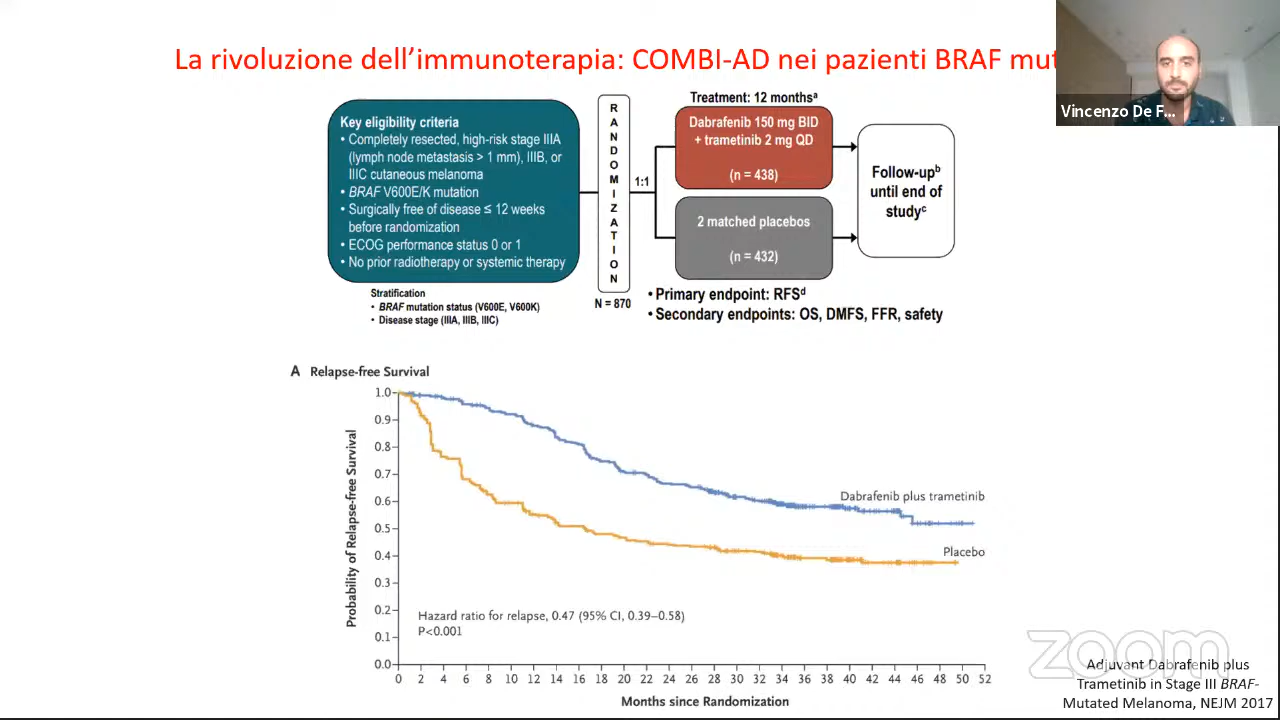 La rivoluzione dell’immunoterapia: COMBI-AD nei pazienti BRAF mut
Vincenzo De F...
Key eligibility criteria
• Completely resected, high-risk stage IIIA
(lymph node metastasis > 1 mm), IIIB, or
IIIC cutaneous melanoma
• BRAF V600E/K mutation
• Surgically free of disease ≤ 12 weeks
before randomization
• ECOG performance status 0 or 1
• No prior radiotherapy or systemic therapy
Stratification
• BRAF mutation status (V600E, V600K)
• Disease stage (IIIA, IIIB, IIIC)
RANDOMIZATION
N = 870
1:1
Treatment: 12 monthsᵃ
Dabrafenib 150 mg BID
+ trametinib 2 mg QD
(n = 438)
2 matched placebos
(n = 432)
Follow-upᵇ
until end of
studyᶜ
• Primary endpoint: RFSᵈ
• Secondary endpoints: OS, DMFS, FFR, safety
A Relapse-free Survival
Probability of Relapse-free Survival
1.0
0.9
0.8
0.7
0.6
0.5
0.4
0.3
0.2
0.1
0.0
Dabrafenib plus trametinib
Placebo
Hazard ratio for relapse, 0.47 (95% CI, 0.39–0.58)
P<0.001
0 2 4 6 8 10 12 14 16 18 20 22 24 26 28 30 32 34 36 38 40 42 44 46 48 50 52
Months since Randomization
zoom
Adjuvant Dabrafenib plus
Trametinib in Stage III BRAF-
Mutated Melanoma, NEJM 2017